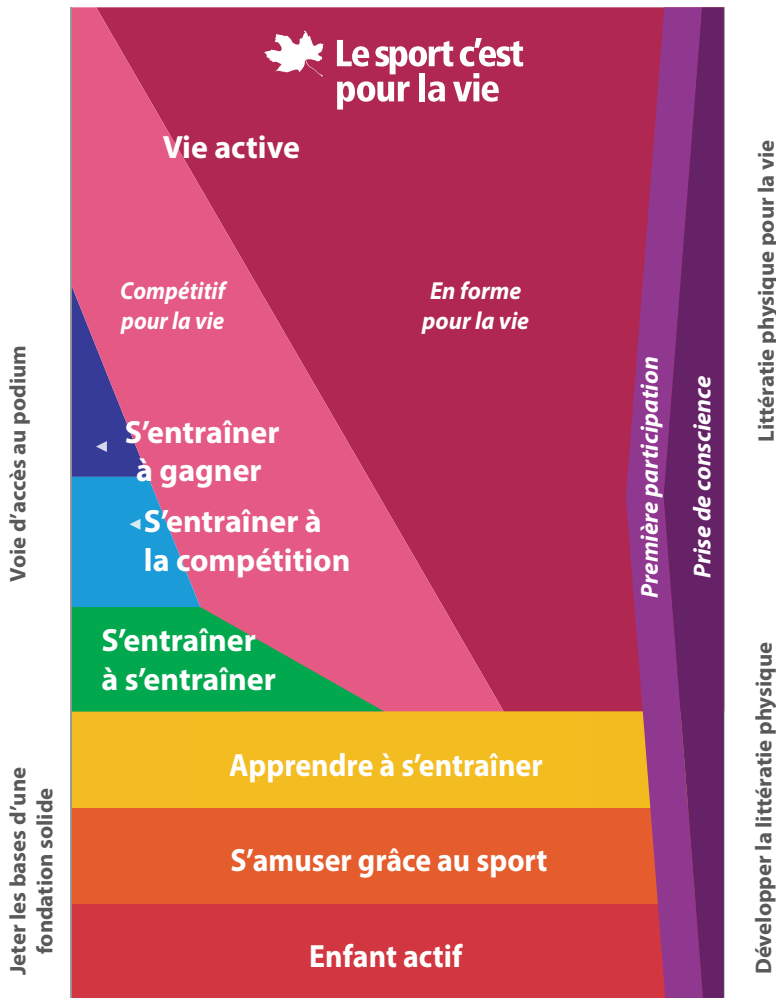 Le sport c'est
pour la vie
Vie active
Compétitif
pour la vie
En forme
pour la vie
S'entraîner
à gagner
S'entraîner à
la compétition
S'entraîner
à s'entraîner
Apprendre à s'entraîner
S'amuser grâce au sport
Enfant actif
Voie d'accès au podium
Jeter les bases d'une
fondation solide
Première participation
Prise de conscience
Littératie physique pour la vie
Développer la littératie physique